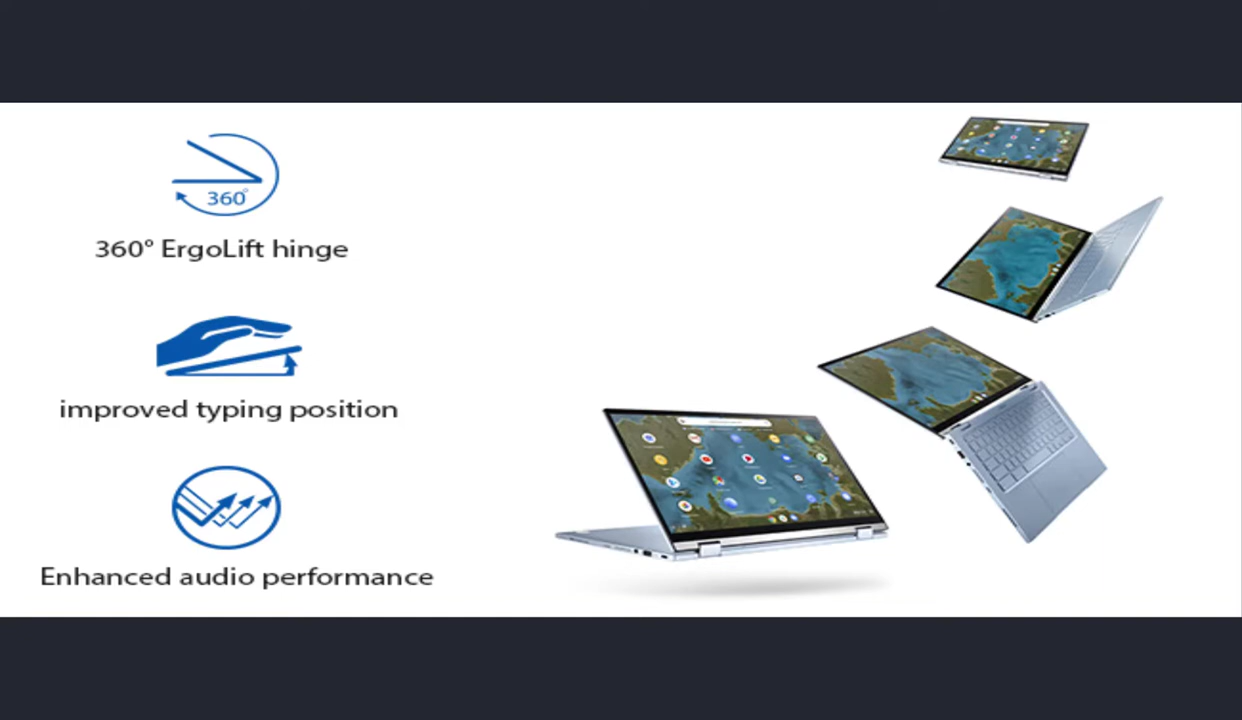 360°
360° ErgoLift hinge
improved typing position
Enhanced audio performance